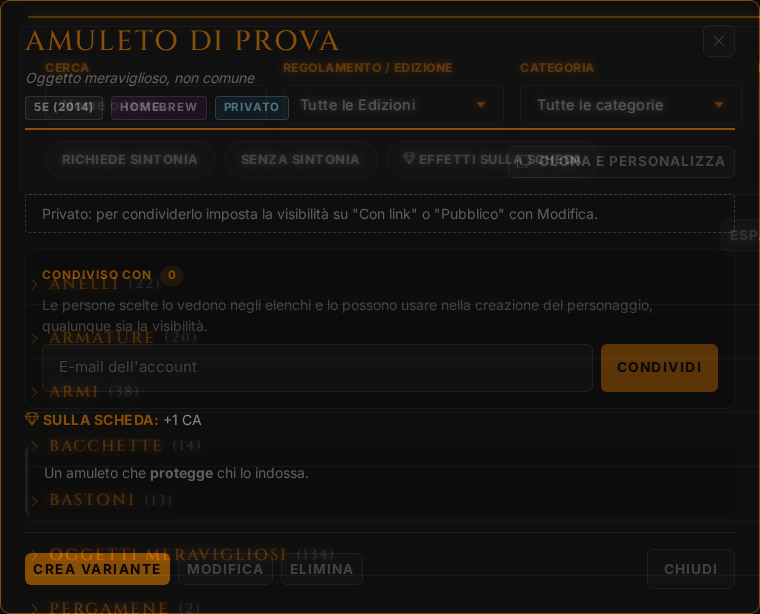 AMULETO DI PROVA
CERCA
REGOLAMENTO / EDIZIONE
CATEGORIA
Oggetto meraviglioso, non comune
5E (2014)
HOMEBREW
PRIVATO
Tutte le Edizioni
Tutte le categorie
RICHIEDE SINTONIA
SENZA SINTONIA
EFFETTI SULLA SCHEDA
CLONA E PERSONALIZZA
Privato: per condividerlo imposta la visibilità su "Con link" o "Pubblico" con Modifica.
CONDIVISO CON 0
ANELLI (22)
Le persone scelte lo vedono negli elenchi e lo possono usare nella creazione del personaggio,
qualunque sia la visibilità.
ARMATURE (20)
E-mail dell'account
CONDIVIDI
ARMI (38)
SULLA SCHEDA: +1 CA
BACCHETTE (14)
Un amuleto che protegge chi lo indossa.
BASTONI (13)
OGGETTI MERAVIGLIOSI (134)
CREA VARIANTE
MODIFICA
ELIMINA
CHIUDI
PERGAMENE (2)